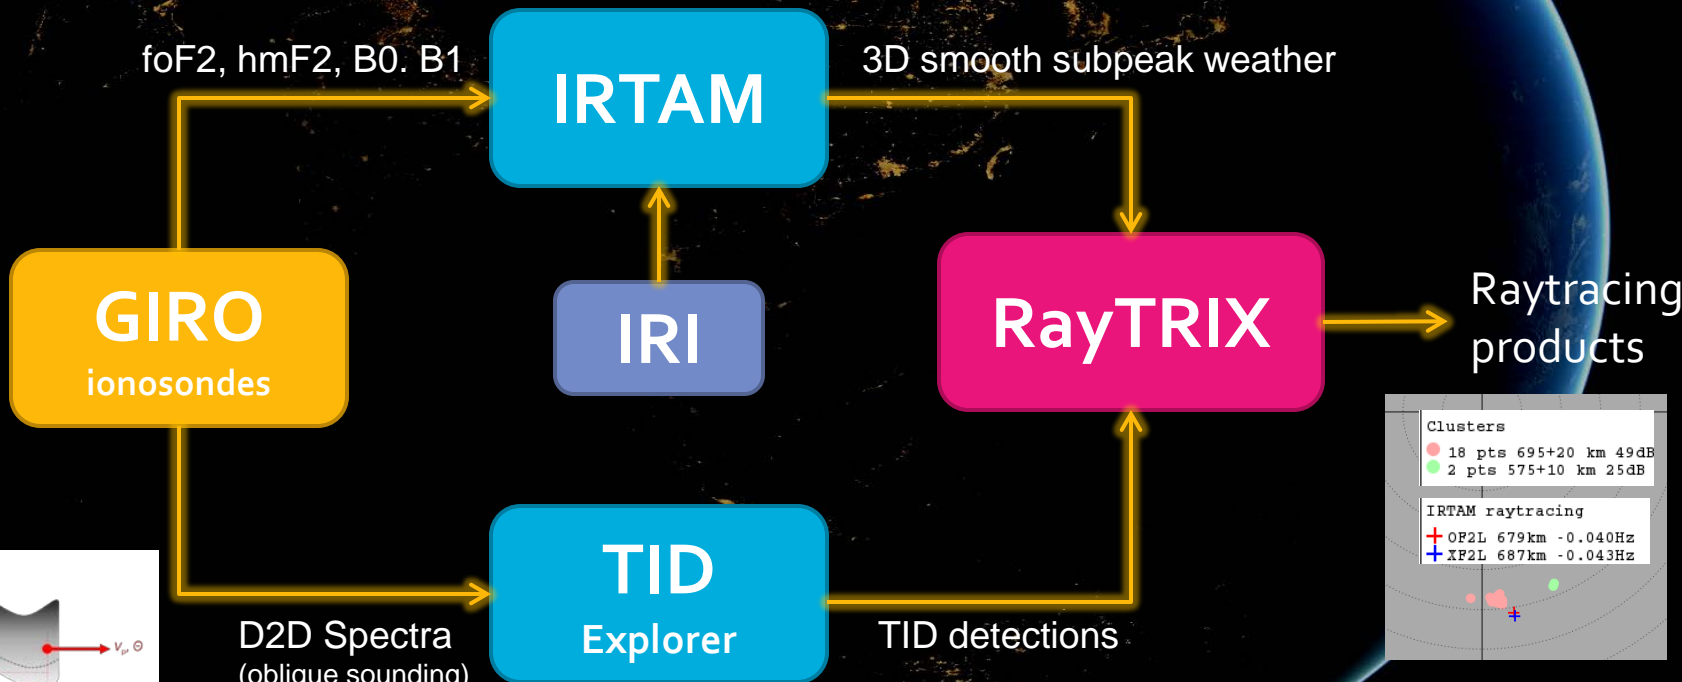 foF2, hmF2, B0. B1
IRTAM
3D smooth subpeak weather
GIRO
ionosondes
IRI
RayTRIX
Raytracing
products
Clusters
18 pts 695+20 km 49dB
2 pts 575+10 km 25dB
IRTAM raytracing
OF2L 679km -0.040Hz
XF2L 687km -0.043Hz
TID
Explorer
D2D Spectra
(oblique sounding)
TID detections